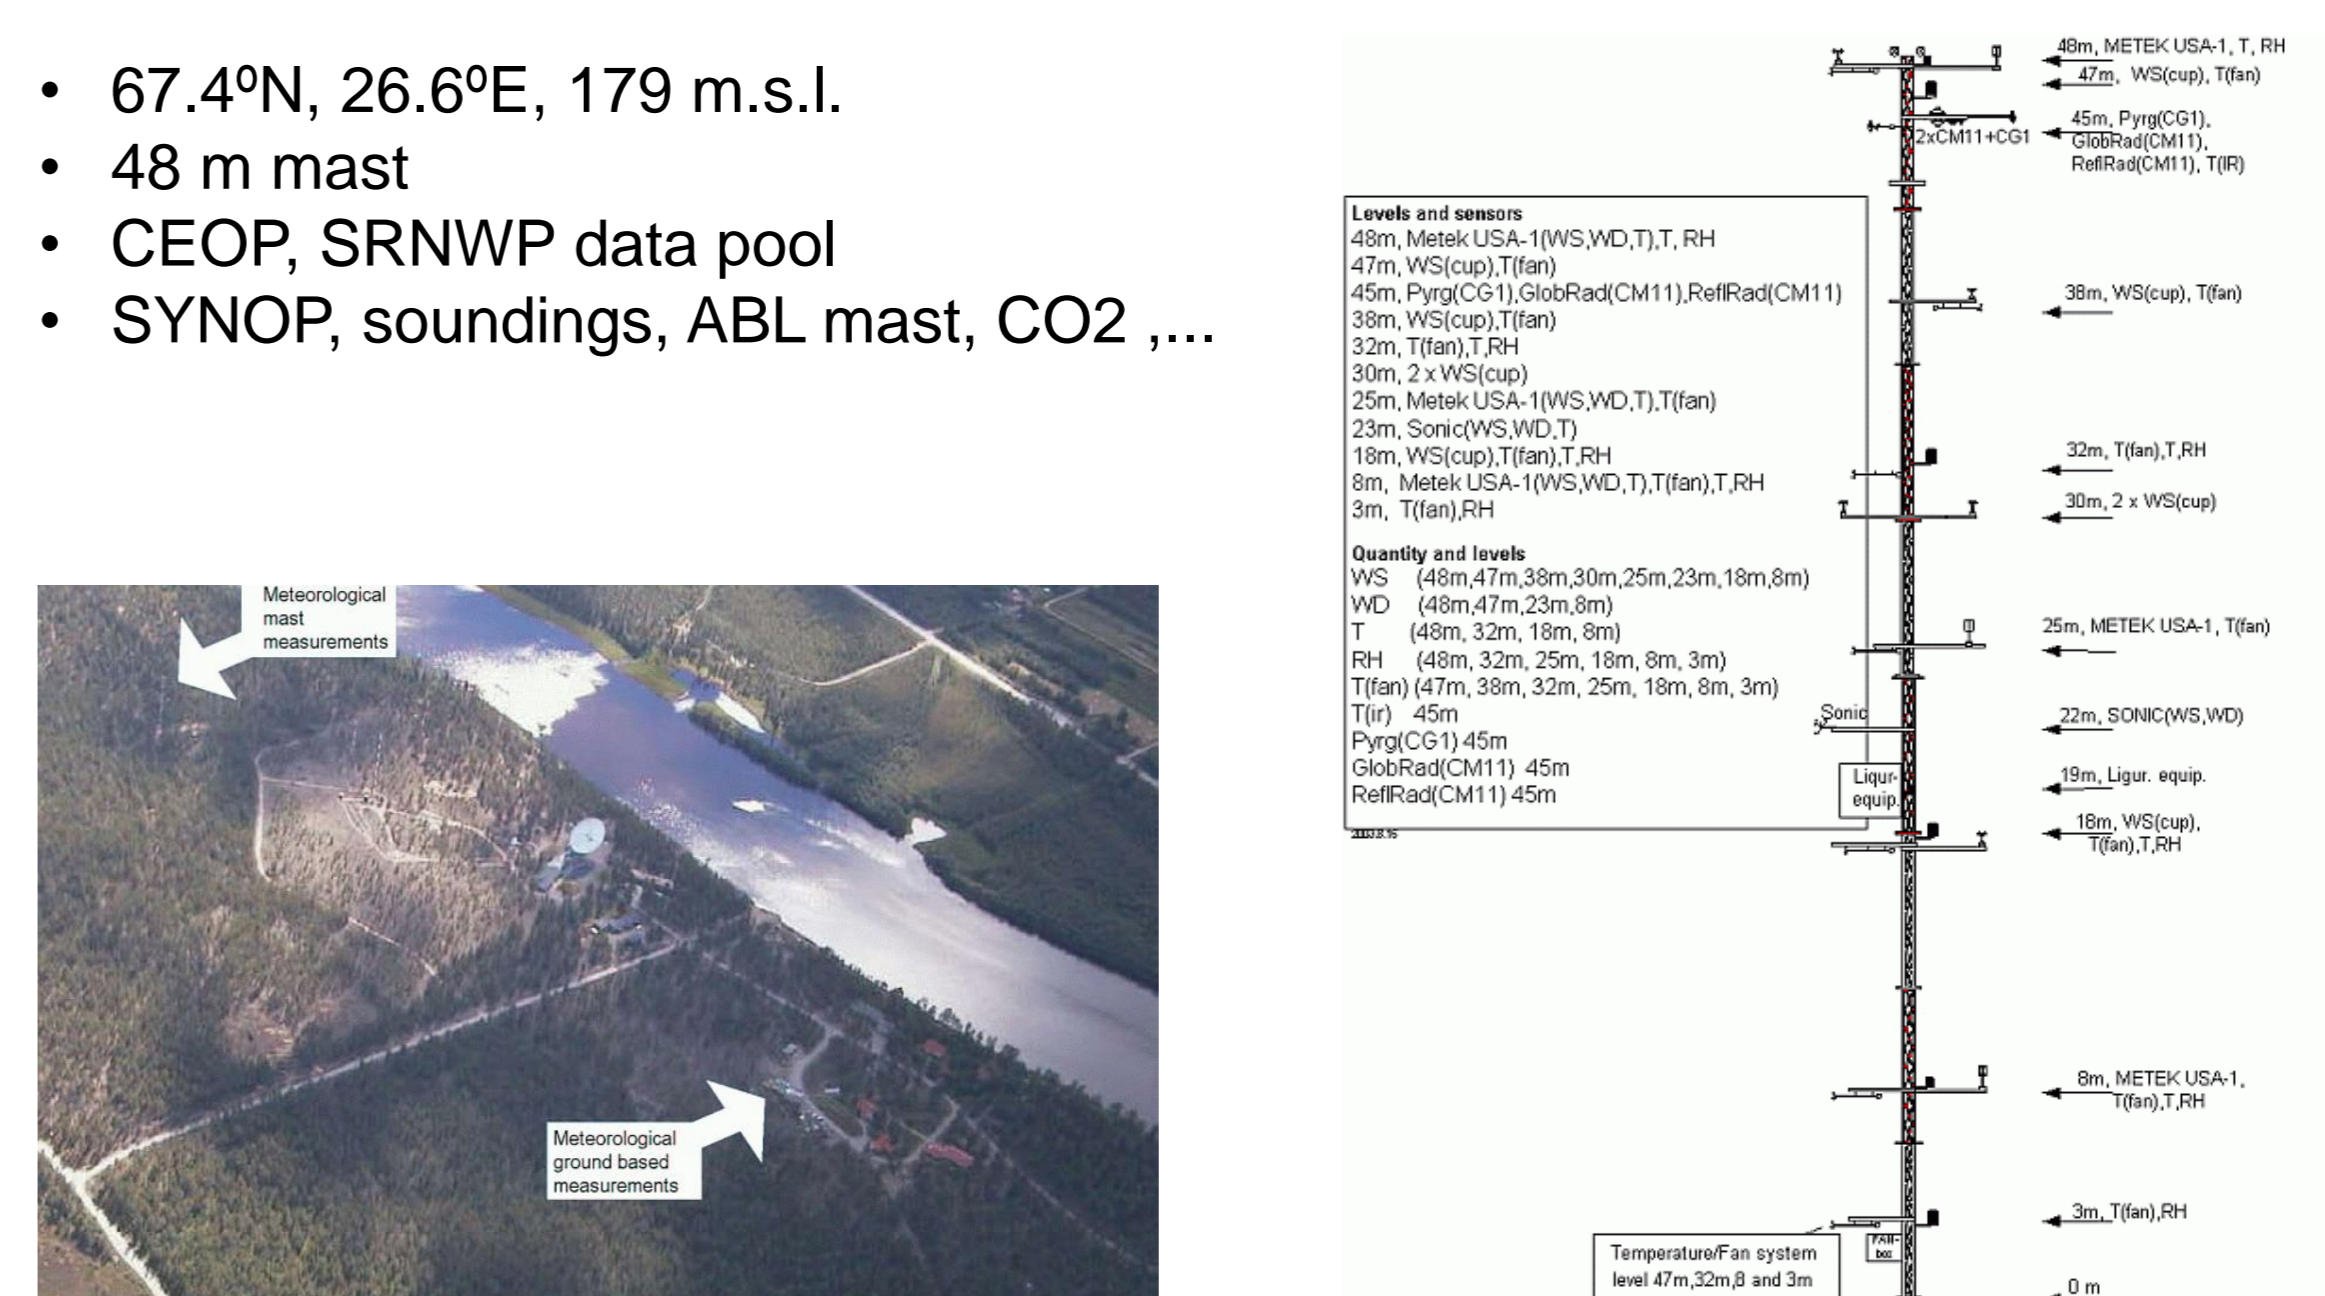 • 67.4⁰N, 26.6⁰E, 179 m.s.l.
• 48 m mast
• CEOP, SRNWP data pool
• SYNOP, soundings, ABL mast, CO2 ,...
Meteorological
mast
measurements
Meteorological
ground based
measurements
Levels and sensors
48m, Metek USA-1(WS,WD,T),T, RH
47m, WS(cup),T(fan)
45m, Pyrg(CG1),GlobRad(CM11),ReflRad(CM11)
38m, WS(cup),T(fan)
32m, T(fan),T,RH
30m, 2 x WS(cup)
25m, Metek USA-1(WS,WD,T),T(fan)
23m, Sonic(WS,WD,T)
18m, WS(cup),T(fan),T,RH
8m, Metek USA-1(WS,WD,T),T(fan),T,RH
3m, T(fan),RH
Quantity and levels
WS (48m,47m,38m,30m,25m,23m,18m,8m)
WD (48m,47m,23m,8m)
T (48m, 32m, 18m, 8m)
RH (48m, 32m, 25m, 18m, 8m, 3m)
T(fan) (47m, 38m, 32m, 25m, 18m, 8m, 3m)
T(ir) 45m
Pyrg(CG1) 45m
GlobRad(CM11) 45m
ReflRad(CM11) 45m
2xCM11+CG1
Sonic
Liqur-
equip.
FAN-
box
Temperature/Fan system
level 47m,32m,8 and 3m
48m, METEK USA-1, T, RH
47m, WS(cup), T(fan)
45m, Pyrg(CG1),
GlobRad(CM11),
ReflRad(CM11), T(IR)
38m, WS(cup), T(fan)
32m, T(fan),T,RH
30m, 2 x WS(cup)
25m, METEK USA-1, T(fan)
22m, SONIC(WS,WD)
19m, Ligur. equip.
18m, WS(cup),
T(fan),T,RH
8m, METEK USA-1,
T(fan),T,RH
3m, T(fan),RH
0 m